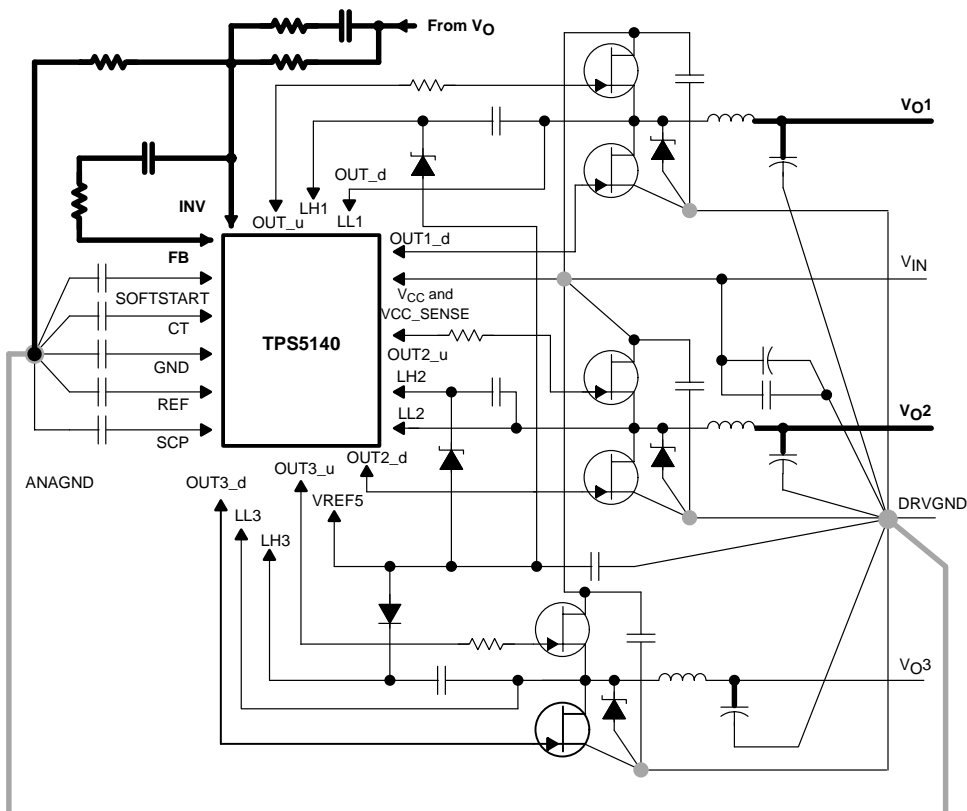 From VO
VO1
OUT_d
INV
LH1
OUT_u
LL1
OUT1_d
FB
VIN
SOFTSTART
VCC and
VCC_SENSE
CT
TPS5140
OUT2_u
GND
LH2
REF
LL2
VO2
SCP
OUT2_d
ANAGND
OUT3_u
OUT3_d
VREF5
DRVGND
LL3
LH3
VO3